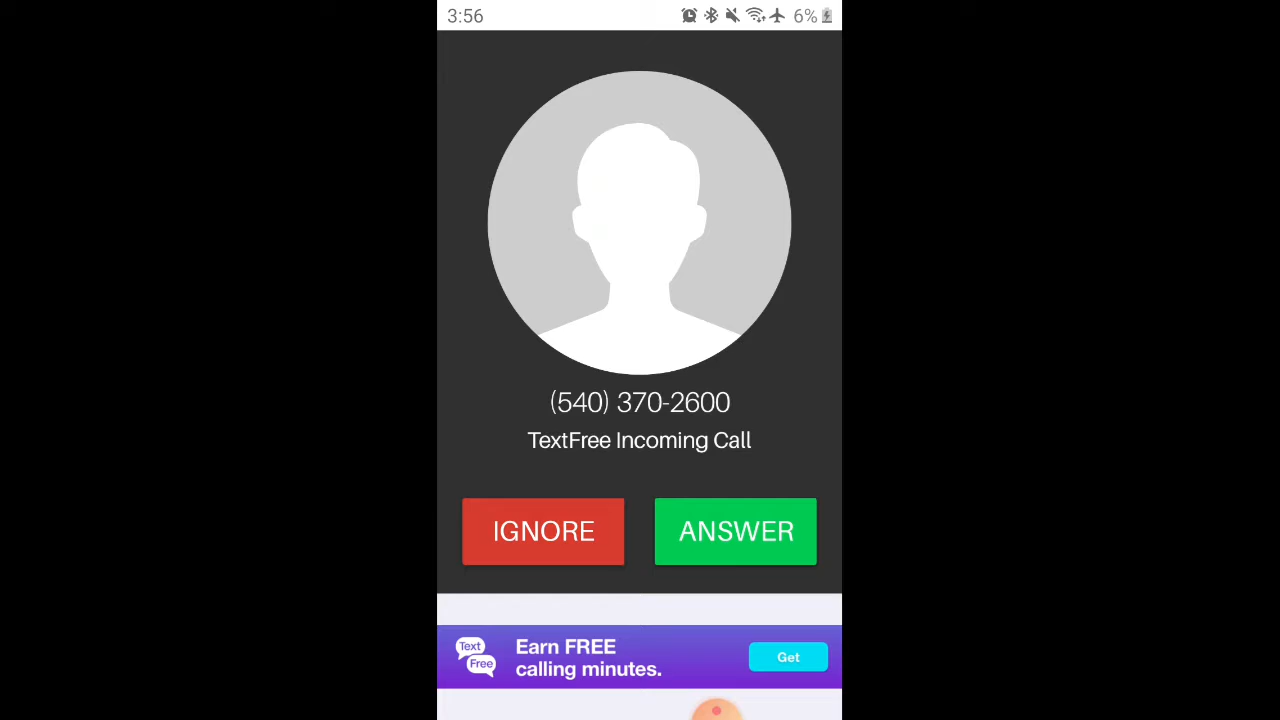 3:56 6%
(540) 370-2600
TextFree Incoming Call
IGNORE ANSWER
Text
Free
Earn FREE
calling minutes.
Get